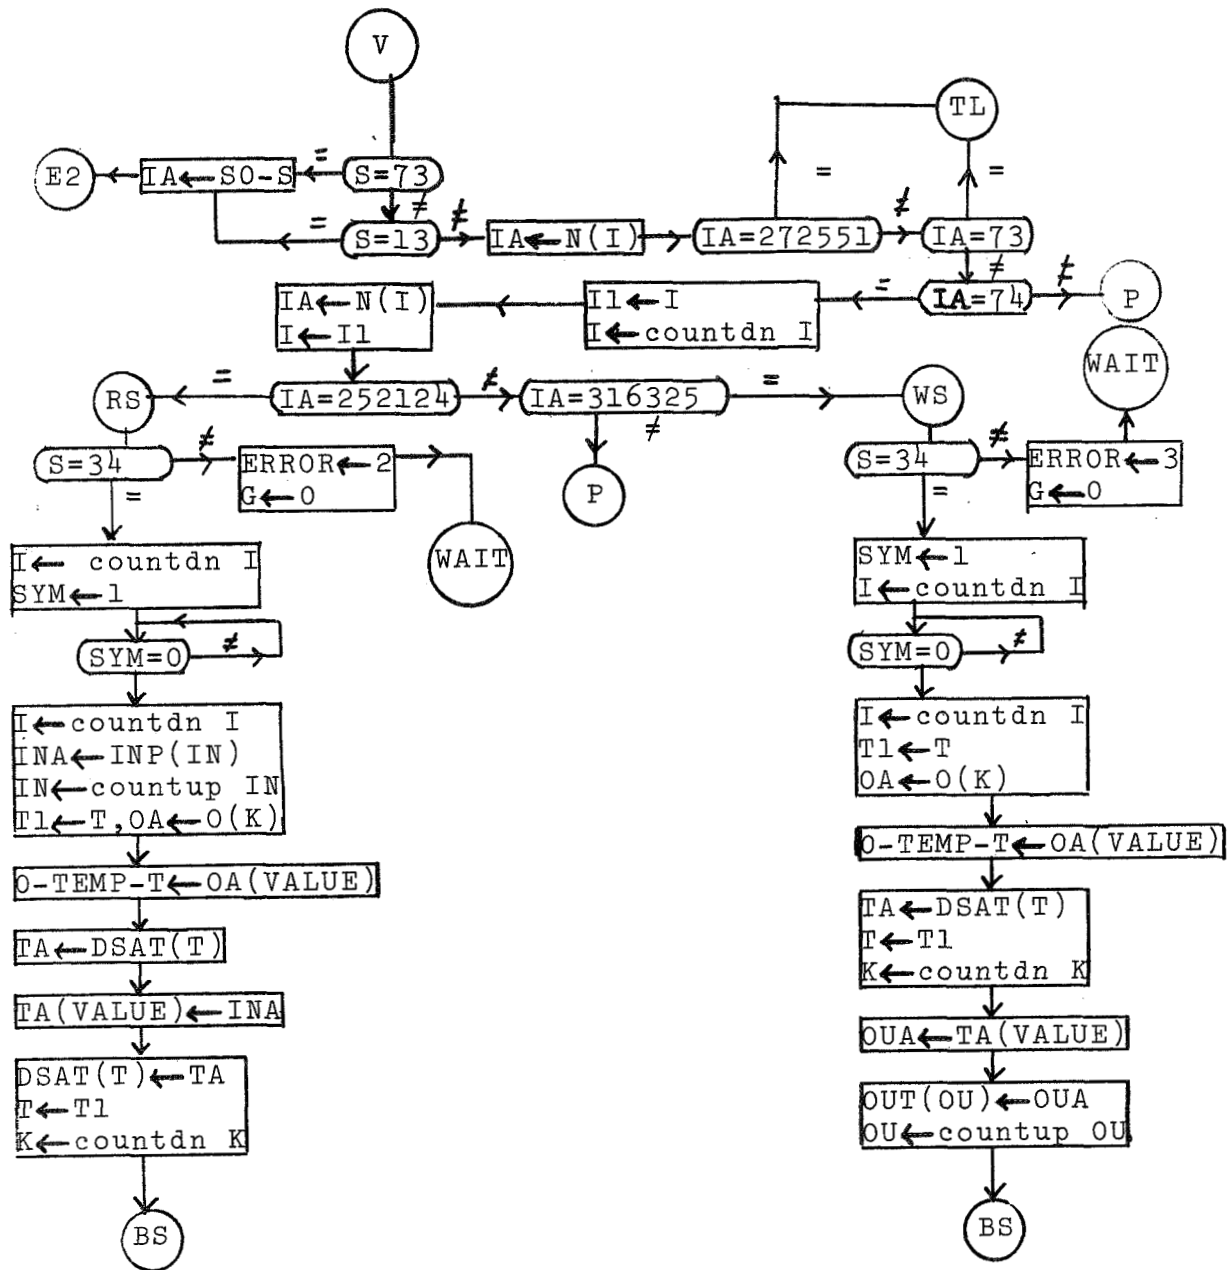 V
TL
E2
IA←S0-S
=
S=73
=
=
≠
≠
≠
=
S=13
IA←N(I)
IA=272551
IA=73
≠
≠
IA←N(I)
I←I1
I1←I
I←countdn I
=
IA=74
P
WAIT
RS
=
IA=252124
≠
IA=316325
=
WS
≠
S=34
≠
ERROR←2
G←0
P
S=34
≠
ERROR←3
G←0
=
=
WAIT
I← countdn I
SYM←1
SYM←1
I←countdn I
SYM=0
≠
SYM=0
≠
I←countdn I
INA←INP(IN)
IN←countup IN
T1←T,OA←O(K)
I←countdn I
T1←T
OA←O(K)
O-TEMP-T←OA(VALUE)
O-TEMP-T←OA(VALUE)
TA←DSAT(T)
TA←DSAT(T)
T←T1
K←countdn K
TA(VALUE)←INA
OUA←TA(VALUE)
DSAT(T)←TA
T←T1
K←countdn K
OUT(OU)←OUA
OU←countup OU
BS
BS